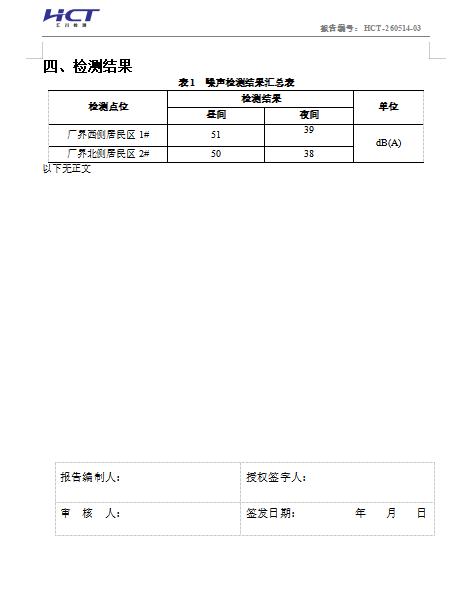 HCT
汇川检测
报告编号：HCT-260514-03
四、检测结果
表1 噪声检测结果汇总表
检测点位 检测结果 单位
昼间 夜间
厂界西侧居民区 1# 51 39 dB(A)
厂界北侧居民区 2# 50 38
以下无正文
报告编制人： 授权签字人：
审 核 人： 签发日期： 年 月 日